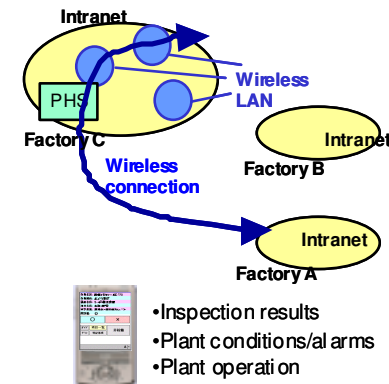 Intranet
Wireless
LAN
PHS
Factory C
Intranet
Factory B
Wireless
connection
Intranet
Factory A
•Inspection results
•Plant conditions/alarms
•Plant operation